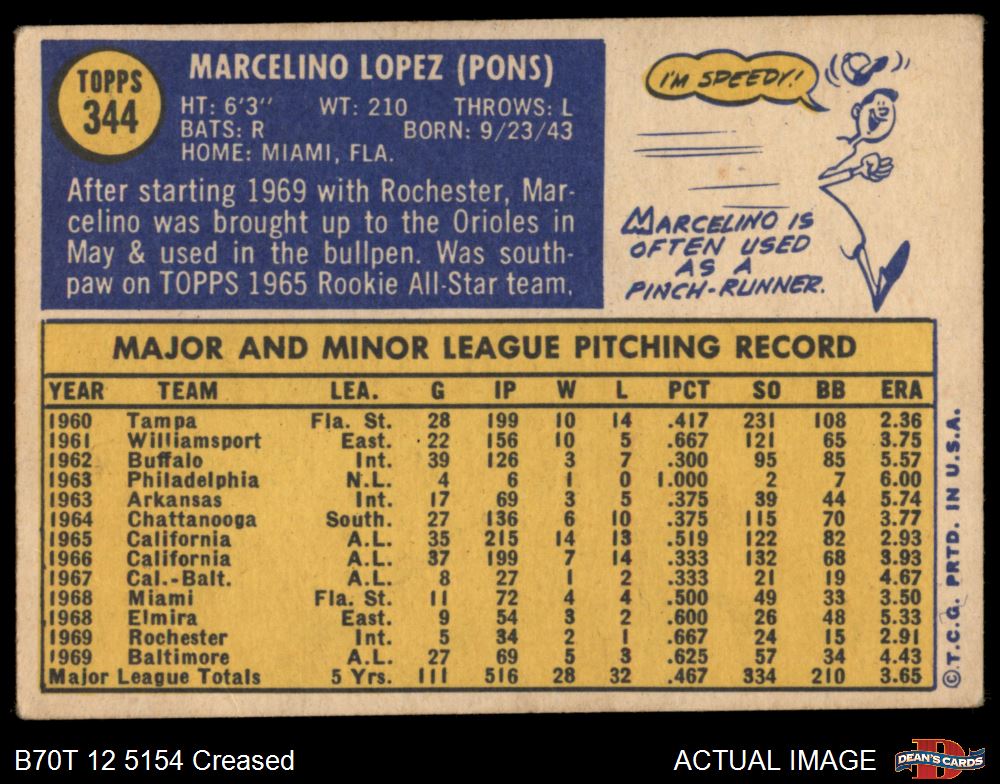 TOPPS
344
MARCELINO LOPEZ (PONS)
HT: 6'3" WT: 210 THROWS: L
BATS: R BORN: 9/23/43
HOME: MIAMI, FLA.
After starting 1969 with Rochester, Mar-
celino was brought up to the Orioles in
May & used in the bullpen. Was south-
paw on TOPPS 1965 Rookie All-Star team.
I'M SPEEDY!
MARCELINO IS
OFTEN USED
AS A
PINCH-RUNNER.
MAJOR AND MINOR LEAGUE PITCHING RECORD
YEAR TEAM LEA. G IP W L PCT SO BB ERA
1960 Tampa Fla. St. 28 199 10 14 .417 231 108 2.36
1961 Williamsport East. 22 156 10 5 .667 121 65 3.75
1962 Buffalo Int. 39 126 3 7 .300 95 85 5.57
1963 Philadelphia N.L. 4 6 1 0 1.000 2 7 6.00
1963 Arkansas Int. 17 69 3 5 .375 39 44 5.74
1964 Chattanooga South. 27 136 6 10 .375 115 70 3.77
1965 California A.L. 35 215 14 13 .519 122 82 2.93
1966 California A.L. 37 199 7 14 .333 132 68 3.93
1967 Cal.-Balt. A.L. 8 27 1 2 .333 21 19 4.67
1968 Miami Fla. St. 11 72 4 4 .500 49 33 3.50
1968 Elmira East. 9 54 3 2 .600 26 48 5.33
1969 Rochester Int. 5 34 2 1 .667 24 15 2.91
1969 Baltimore A.L. 27 69 5 3 .625 57 34 4.43
Major League Totals 5 Yrs. 111 516 28 32 .467 334 210 3.65
©T.C.G. PRTD. IN U.S.A.
B70T 12 5154 Creased
ACTUAL IMAGE
D
DEAN'S CARDS